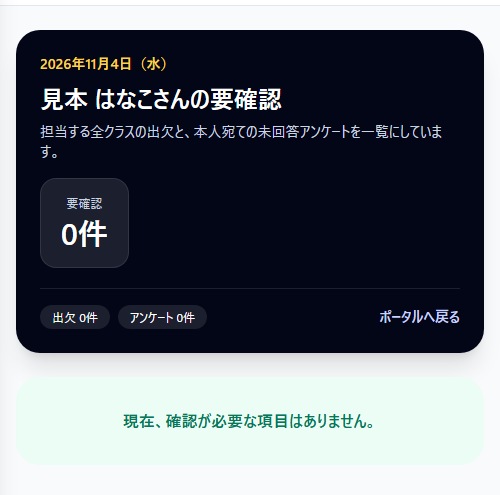 2026年11月4日（水）
見本 はなこさんの要確認
担当する全クラスの出欠と、本人宛ての未回答アンケートを一覧にしていま
す。
要確認
0件
出欠 0件
アンケート 0件
ポータルへ戻る
現在、確認が必要な項目はありません。